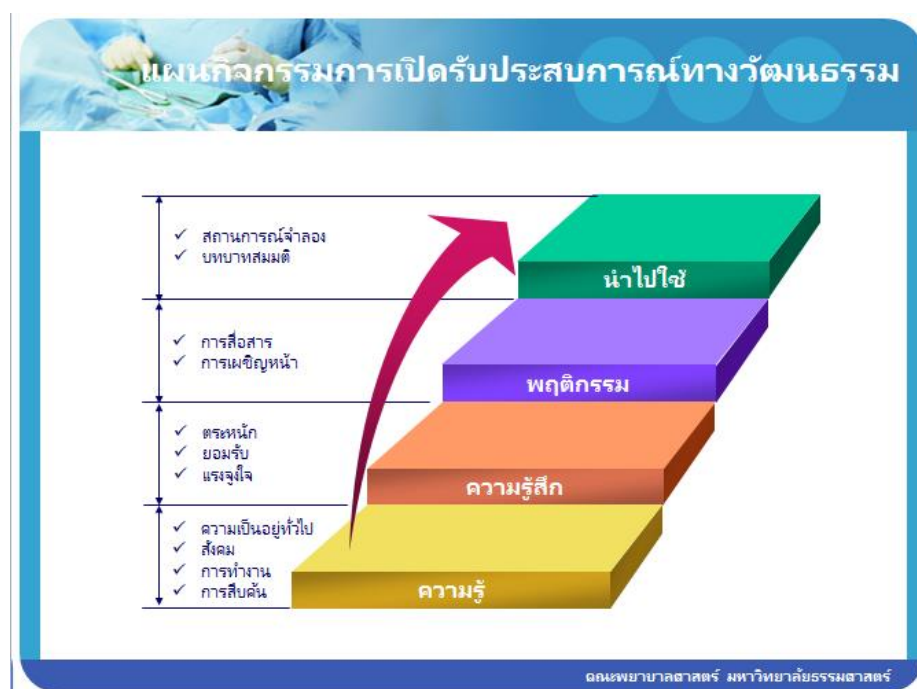 แผนกิจกรรมการเปิดรับประสบการณ์ทางวัฒนธรรม
สถานการณ์จำลอง
บทบาทสมมติ
นำไปใช้
การสื่อสาร
การเผชิญหน้า
พฤติกรรม
ตระหนัก
ยอมรับ
แรงจูงใจ
ความรู้สึก
ความเป็นอยู่ทั่วไป
สังคม
การทำงาน
การสืบค้น
ความรู้
คณะพยาบาลศาสตร์ มหาวิทยาลัยธรรมศาสตร์